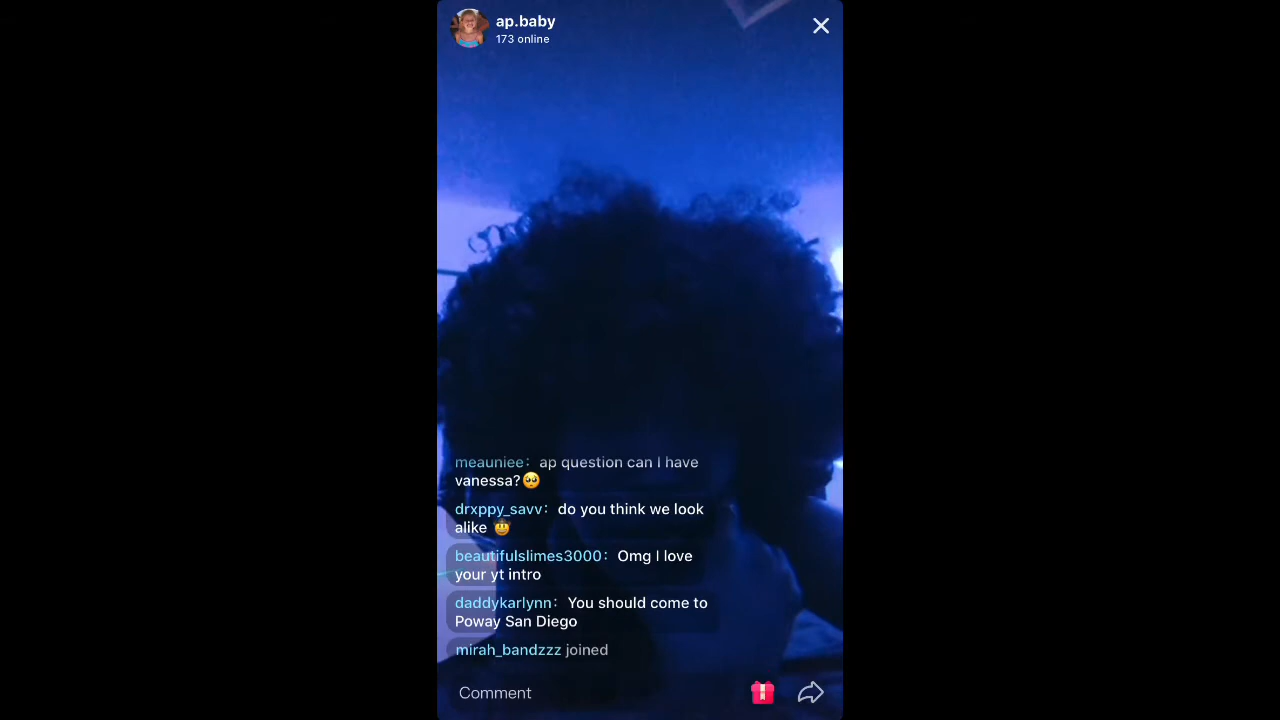 ap.baby
173 online
meauniee: ap question can I have
vanessa?🥺
drxppy_savv: do you think we look
alike 🤠
beautifulslimes3000: Omg I love
your yt intro
daddykarlynn: You should come to
Poway San Diego
mirah_bandzzz joined
Comment